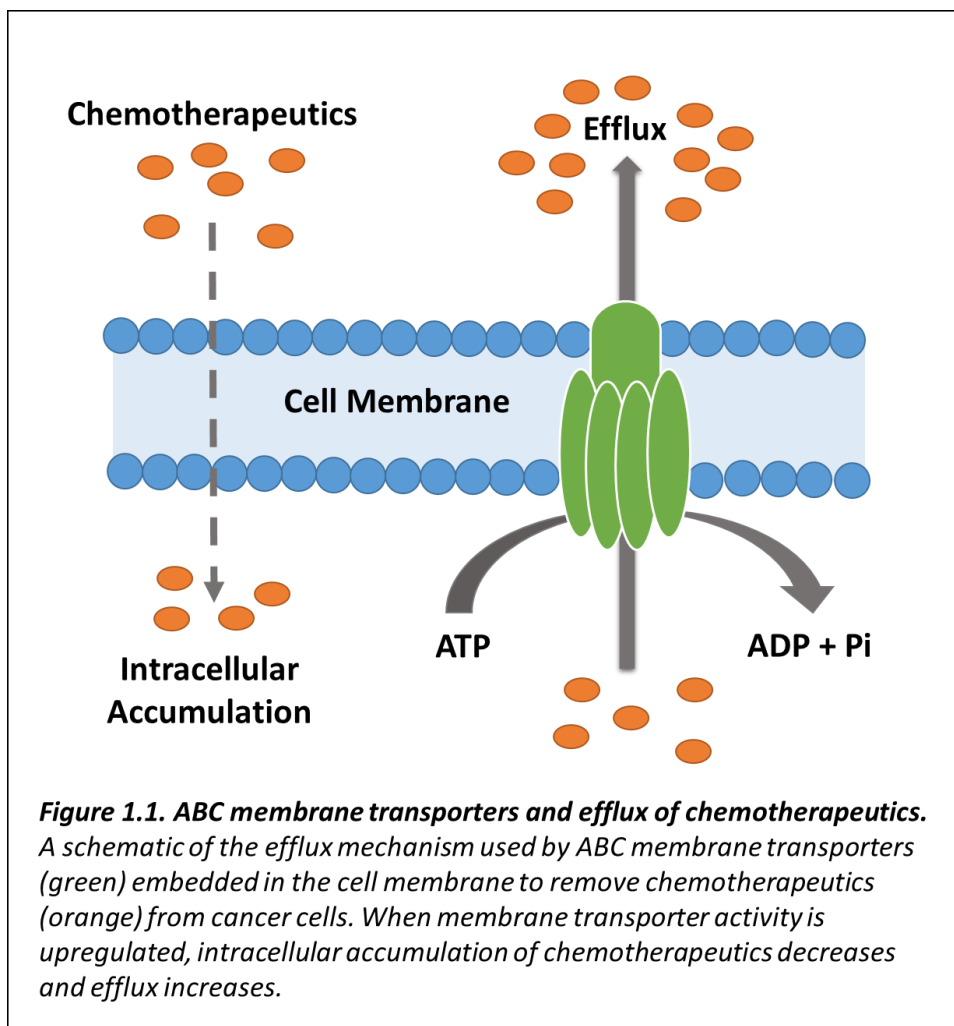 Chemotherapeutics
Efflux
Cell Membrane
ATP
ADP + Pi
Intracellular
Accumulation
Figure 1.1. ABC membrane transporters and efflux of chemotherapeutics.
A schematic of the efflux mechanism used by ABC membrane transporters
(green) embedded in the cell membrane to remove chemotherapeutics
(orange) from cancer cells. When membrane transporter activity is
upregulated, intracellular accumulation of chemotherapeutics decreases
and efflux increases.